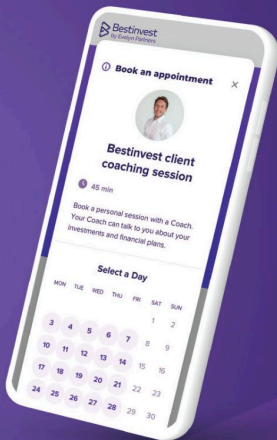 Bestinvest
by Evelyn Partners
Book an appointment
Bestinvest client
coaching session
45 min
Book a personal session with a Coach.
Your Coach can talk to you about your
investments and financial plans.
Select a Day
MON TUE WED THU FRI SAT SUN
1 2
3 4 5 6 7 8 9
10 11 12 13 14 15 16
17 18 19 20 21 22 23
24 25 26 27 28 29 30